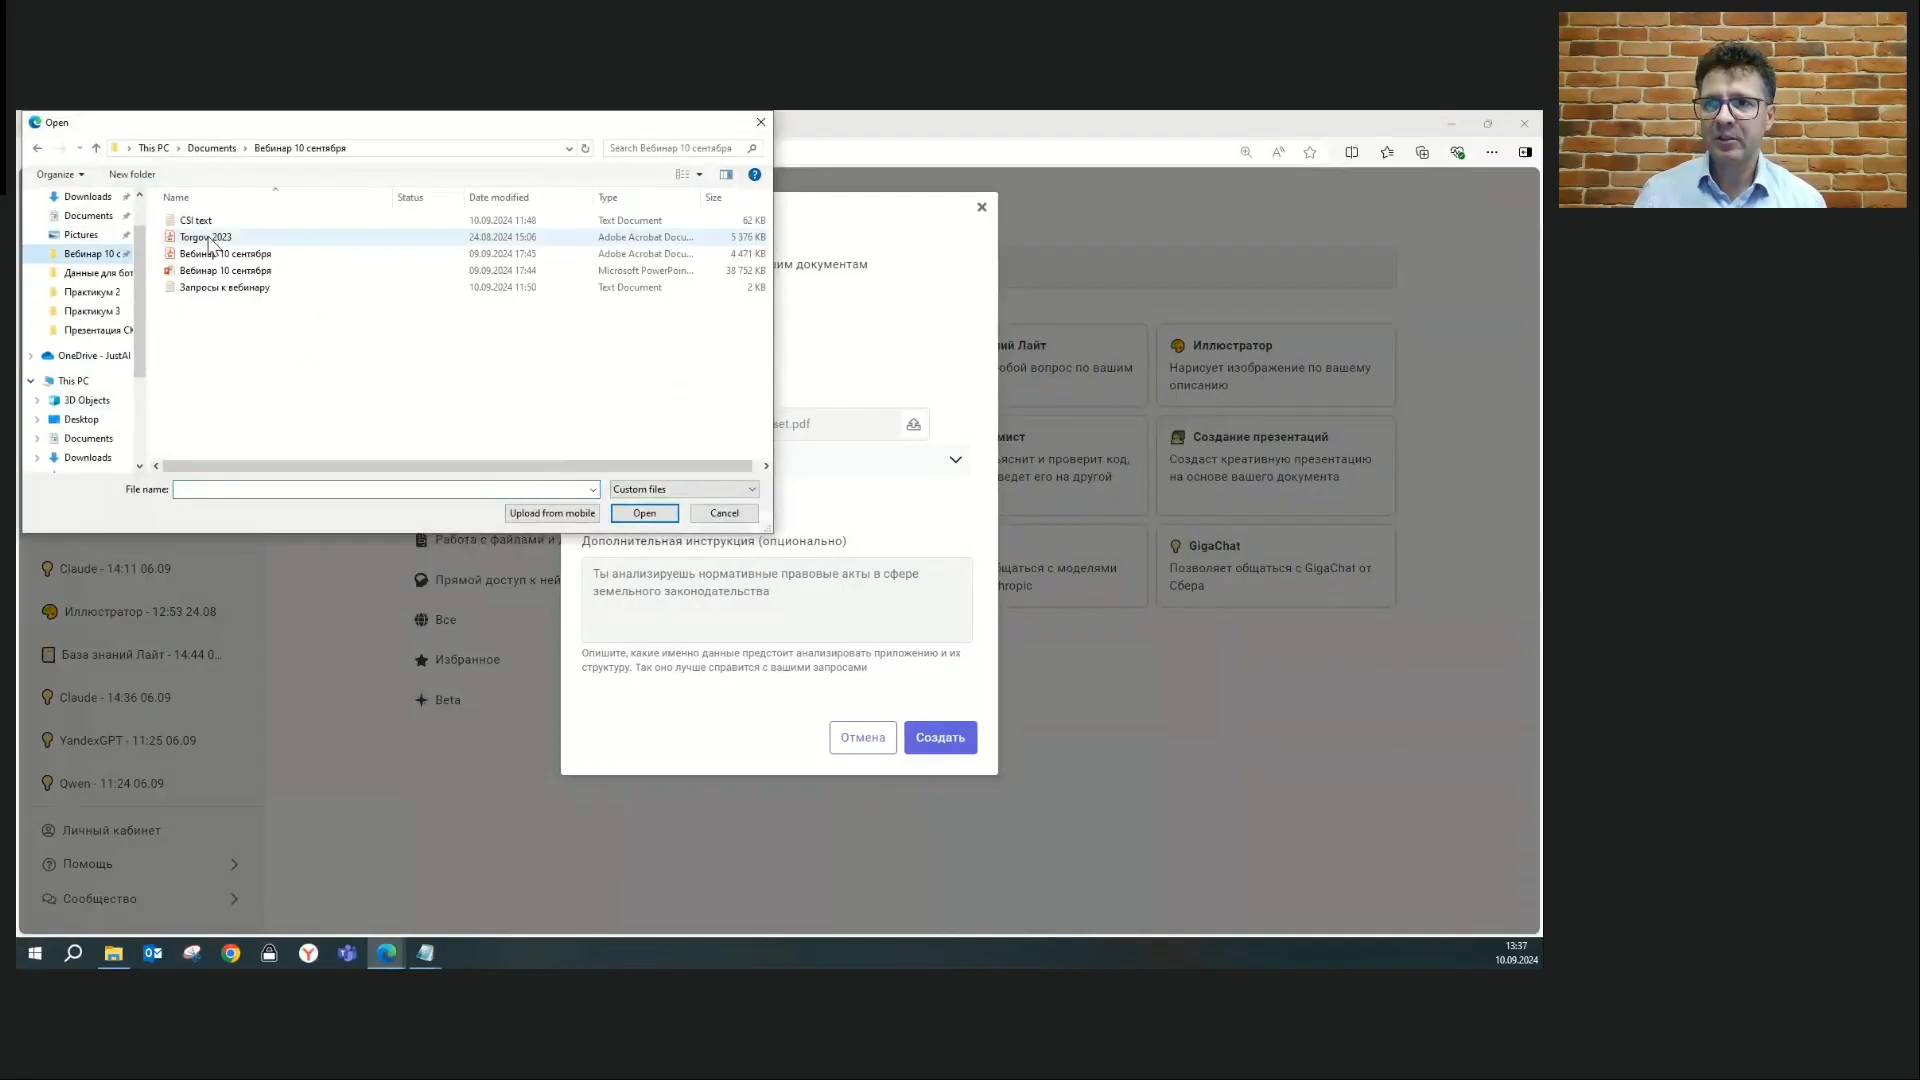 Open
This PC > Documents > Вебинар 10 сентября
Search Вебинар 10 сентября
Organize
New folder
Name
Status
Date modified
Type
Size
CSI text
10.09.2024 11:48
Text Document
62 KB
Torgov 2023
24.08.2024 15:06
Adobe Acrobat Docu...
5 376 KB
Вебинар 10 сентября
09.09.2024 17:45
Adobe Acrobat Docu...
4 471 KB
Вебинар 10 сентября
09.09.2024 17:44
Microsoft PowerPoin...
38 752 KB
Запросы к вебинару
10.09.2024 11:50
Text Document
2 KB
Downloads
Documents
Pictures
Вебинар 10 с
Данные для бот
Практикум 2
Практикум 3
Презентация
OneDrive - JustAI
This PC
3D Objects
Desktop
Documents
Downloads
File name:
Custom files
Upload from mobile
Open
Cancel
им документам
set.pdf
Дополнительная инструкция (опционально)
Ты анализируешь нормативные правовые акты в сфере
земельного законодательства
Опишите, какие именно данные предстоит анализировать приложению и их
структуру. Так оно лучше справится с вашими запросами
Отмена
Создать
Работа с файлами и
Прямой доступ к ней
Все
Избранное
Beta
ий Лайт
обой вопрос по вашим
Иллюстратор
Нарисует изображение по вашему
описанию
мист
яснит и проверит код,
ведет его на другой
Создание презентаций
Создаст креативную презентацию
на основе вашего документа
щаться с моделями
hropic
GigaChat
Позволяет общаться с GigaChat от
Сбера
Claude - 14:11 06.09
Иллюстратор - 12:53 24.08
База знаний Лайт - 14:44 0...
Claude - 14:36 06.09
YandexGPT - 11:25 06.09
Qwen - 11:24 06.09
Личный кабинет
Помощь
Сообщество
13:37
10.09.2024